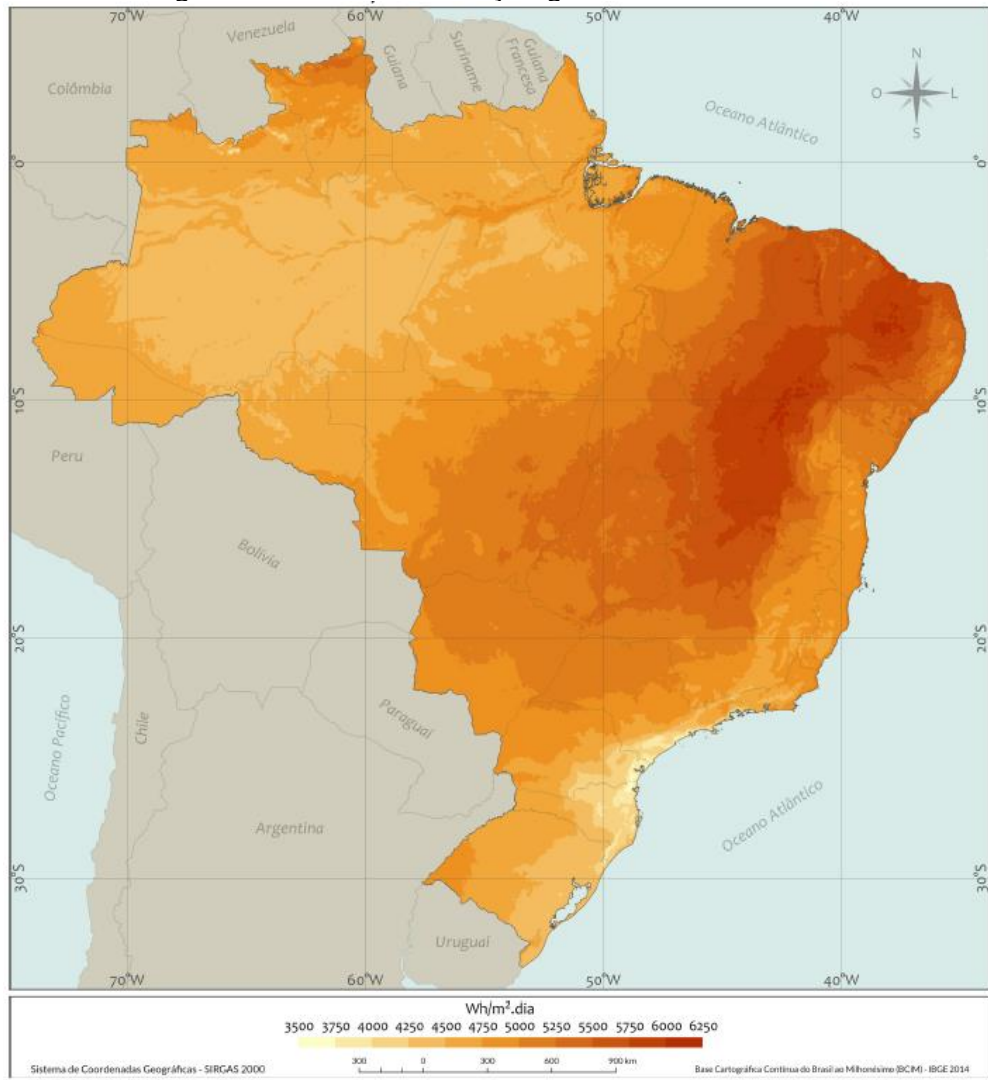 70°W 60°W 50°W 40°W
Venezuela
Guiana
Suriname
Guiana
Francesa
Colômbia
N
O L
S
Oceano Atlântico
0° 0°
10°S 10°S
Peru
Bolívia
20°S 20°S
Oceano Pacífico
Chile
Paraguai
Argentina
Oceano Atlântico
30°S 30°S
Uruguai
70°W 60°W 50°W 40°W
Wh/m².dia
3500 3750 4000 4250 4500 4750 5000 5250 5500 5750 6000 6250
300 0 300 600 900 km
Sistema de Coordenadas Geográficas - SIRGAS 2000
Base Cartográfica Contínua do Brasil ao Milhonésimo (BCIM) - IBGE 2014